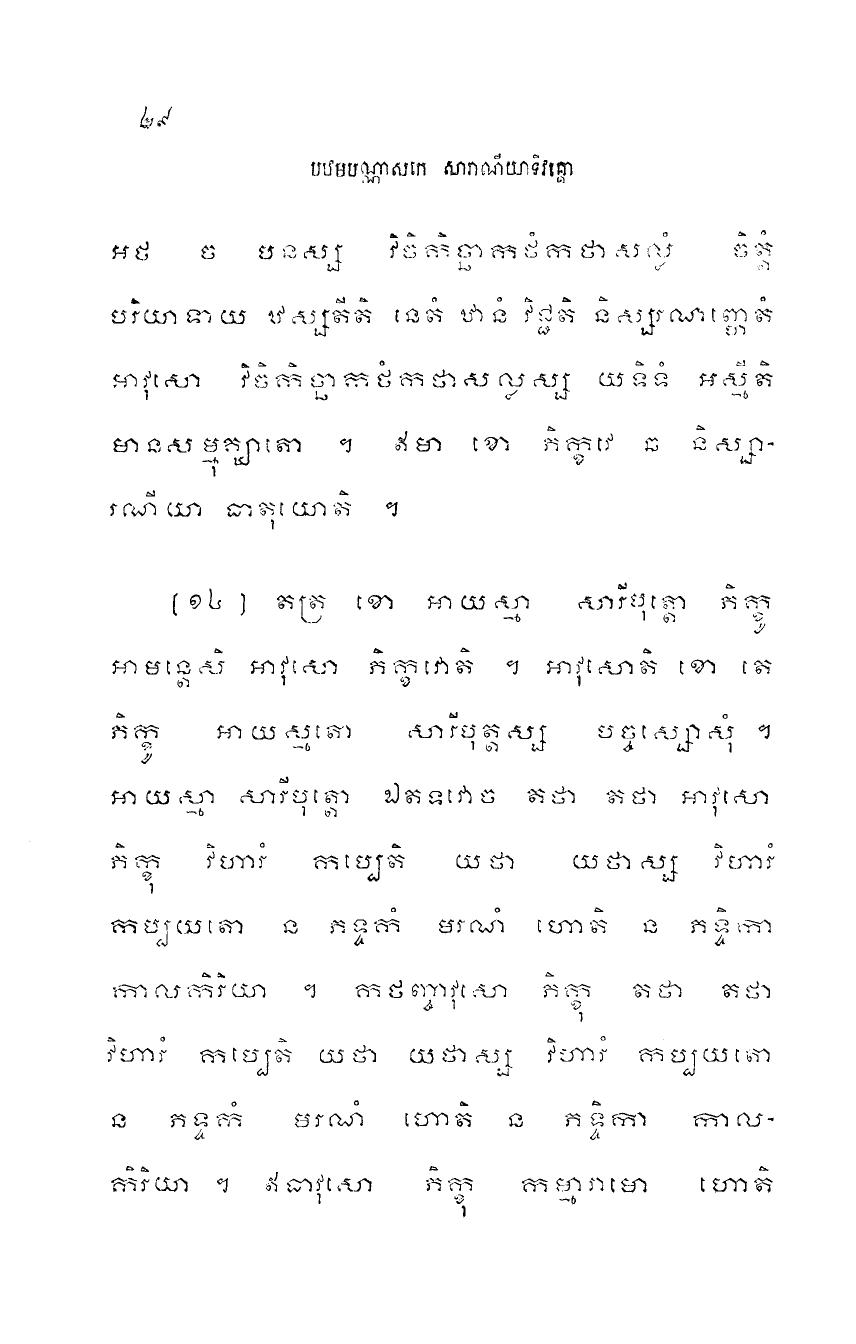 ២៩
បឋមបណ្ណាសកេ សារាណីយាទិវគ្គោ
អថ ច បនស្ស វិចិកិច្ឆាកថំកថាសល្លំ ចិត្តំ
បរិយាទាយ ឋស្សតីតិ នេតំ ឋានំ វិជ្ជតិ និស្សរណញ្ហេតំ
អាវុសោ វិចិកិច្ឆាកថំកថាសល្លស្ស យទិទំ អស្មីតិ
មានសម្មុគ្ឃាតោ ។ ឥមា ខោ ភិក្ខវេ ឆ និស្សា-
រណីយា ធាតុយោតិ ។
[១៤] តត្រ ខោ អាយស្មា សារីបុត្តោ ភិក្ខូ
អាមន្តេសិ អាវុសោ ភិក្ខវោតិ ។ អាវុសោតិ ខោ តេ
ភិក្ខូ អាយស្មតោ សារីបុត្តស្ស បច្ចស្សោសុំ ។
អាយស្មា សារីបុត្តោ ឯតទវោច តថា តថា អាវុសោ
ភិក្ខុ វិហារំ កប្បេតិ យថា យថាស្ស វិហារំ
កប្បយតោ ន ភទ្ទកំ មរណំ ហោតិ ន ភទ្ទិកា
កាលកិរិយា ។ កថញ្ចាវុសោ ភិក្ខុ តថា តថា
វិហារំ កប្បេតិ យថា យថាស្ស វិហារំ កប្បយតោ
ន ភទ្ទកំ មរណំ ហោតិ ន ភទ្ទិកា កាល-
កិរិយា ។ ឥធាវុសោ ភិក្ខុ កម្មារាមោ ហោតិ